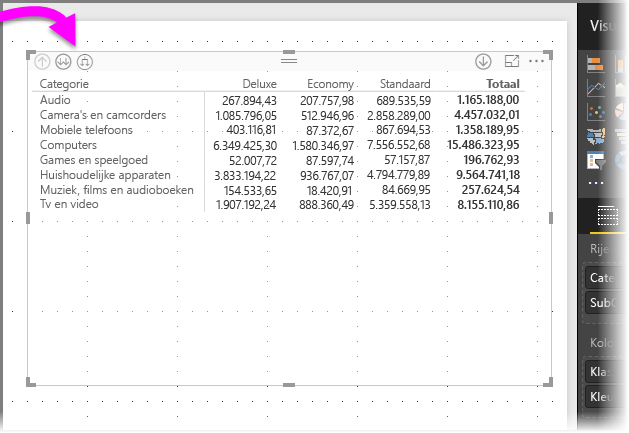 Visu
Categorie Deluxe Economy Standaard Totaal
Audio 267.894,43 207.757,98 689.535,59 1.165.188,00
Camera's en camcorders 1.085.796,05 512.946,96 2.858.289,00 4.457.032,01
Mobiele telefoons 403.116,81 87.372,67 867.694,53 1.358.189,95
Computers 6.349.425,30 1.580.346,97 7.556.552,68 15.486.323,95
Games en speelgoed 52.007,72 87.597,74 57.157,87 196.762,93
Huishoudelijke apparaten 3.833.194,22 936.767,07 4.794.779,89 9.564.741,18
Muziek, films en audioboeken 154.533,65 18.420,91 84.669,95 257.624,54
Tv en video 1.907.192,24 888.360,49 5.359.558,13 8.155.110,86
Rije
Cate
SubC
Kolo
Klas
Kleu